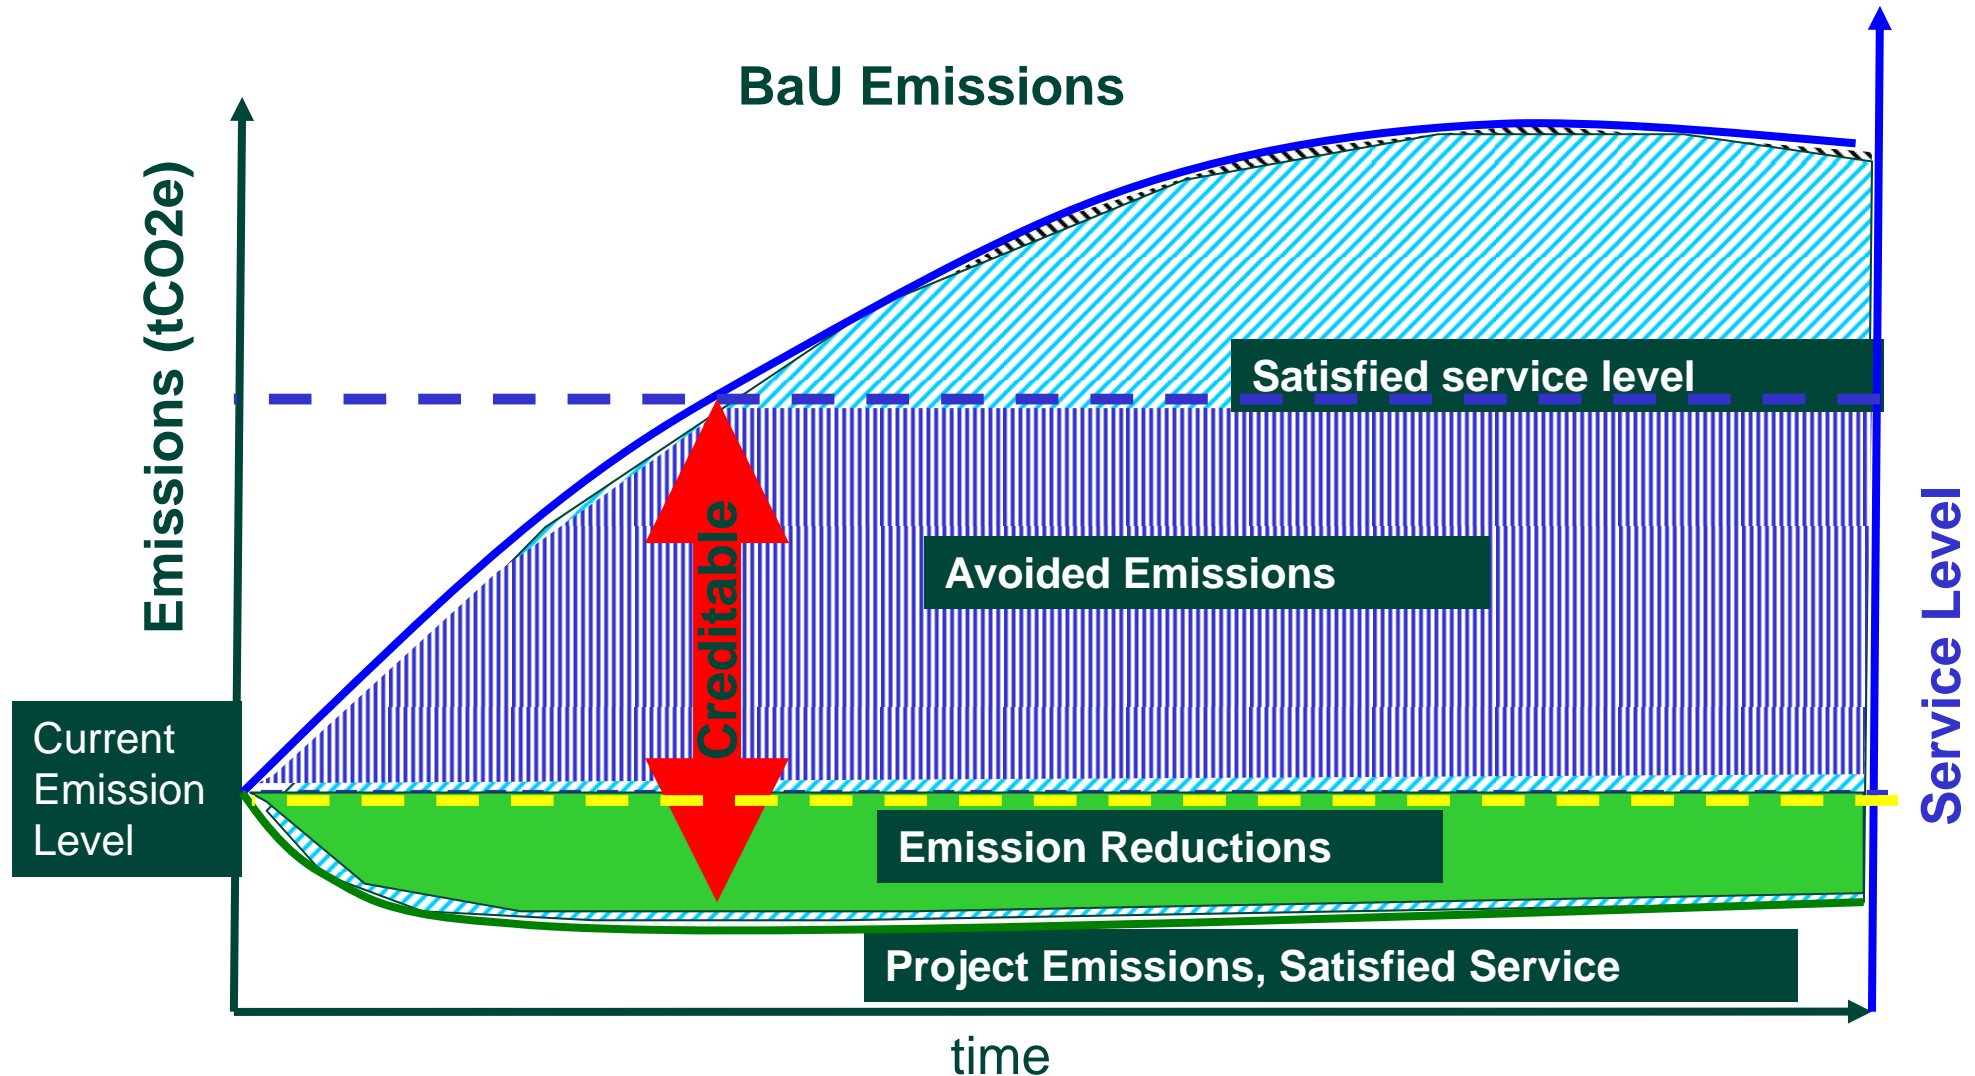 BaU Emissions
Emissions (tCO2e)
Satisfied service level
Creditable
Avoided Emissions
Service Level
Current
Emission
Level
Emission Reductions
Project Emissions, Satisfied Service
time